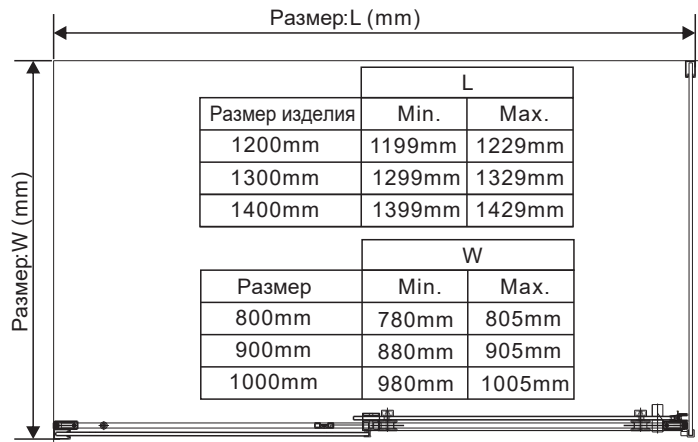 Размер:L (mm)
Размер:W (mm)
L
Размер изделия Min. Max.
1200mm 1199mm 1229mm
1300mm 1299mm 1329mm
1400mm 1399mm 1429mm
W
Размер Min. Max.
800mm 780mm 805mm
900mm 880mm 905mm
1000mm 980mm 1005mm